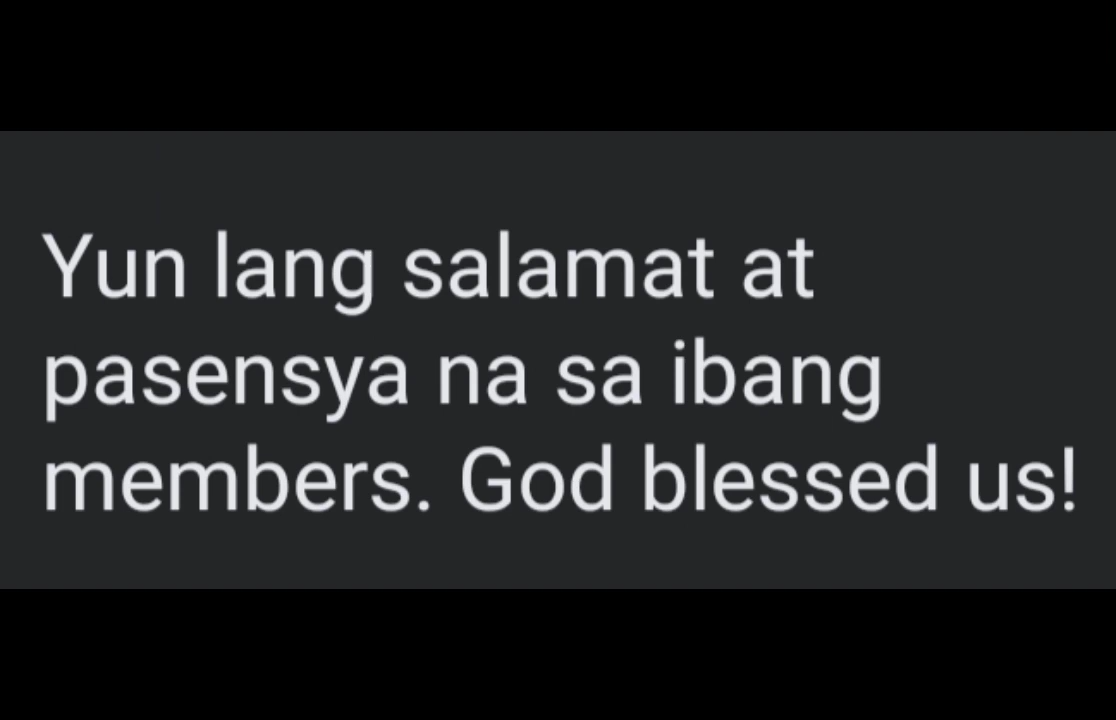 Yun lang salamat at
pasensya na sa ibang
members. God blessed us!